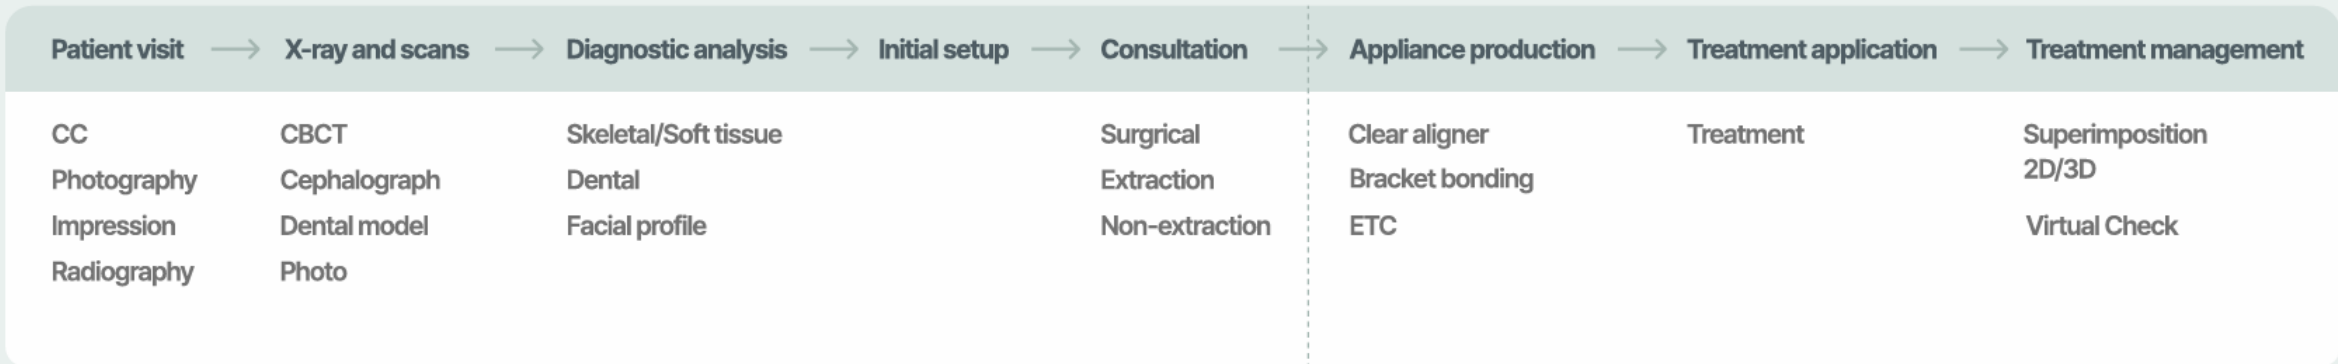 Patient visit → X-ray and scans → Diagnostic analysis → Initial setup → Consultation → Appliance production → Treatment application → Treatment management
CC
Photography
Impression
Radiography
CBCT
Cephalograph
Dental model
Photo
Skeletal/Soft tissue
Dental
Facial profile
Surgrical
Extraction
Non-extraction
Clear aligner
Bracket bonding
ETC
Treatment
Superimposition
2D/3D
Virtual Check